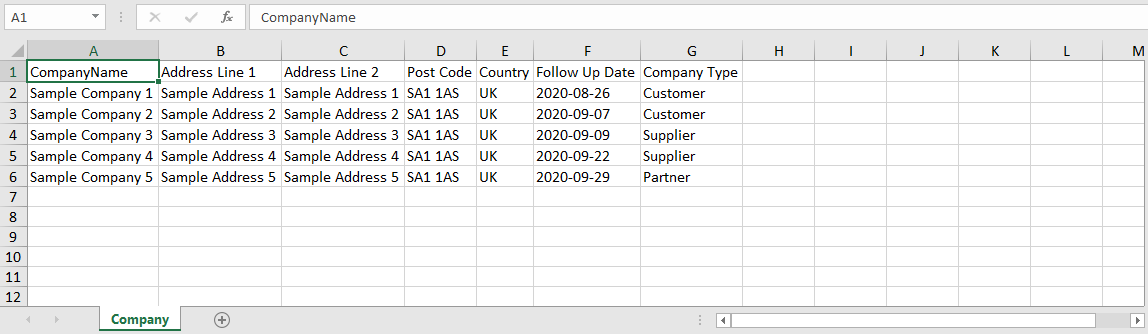 A1 fx CompanyName
A B C D E F G H I J K L M
1 CompanyName Address Line 1 Address Line 2 Post Code Country Follow Up Date Company Type
2 Sample Company 1 Sample Address 1 Sample Address 1 SA1 1AS UK 2020-08-26 Customer
3 Sample Company 2 Sample Address 2 Sample Address 2 SA1 1AS UK 2020-09-07 Customer
4 Sample Company 3 Sample Address 3 Sample Address 3 SA1 1AS UK 2020-09-09 Supplier
5 Sample Company 4 Sample Address 4 Sample Address 4 SA1 1AS UK 2020-09-22 Supplier
6 Sample Company 5 Sample Address 5 Sample Address 5 SA1 1AS UK 2020-09-29 Partner
7
8
9
10
11
12
Company